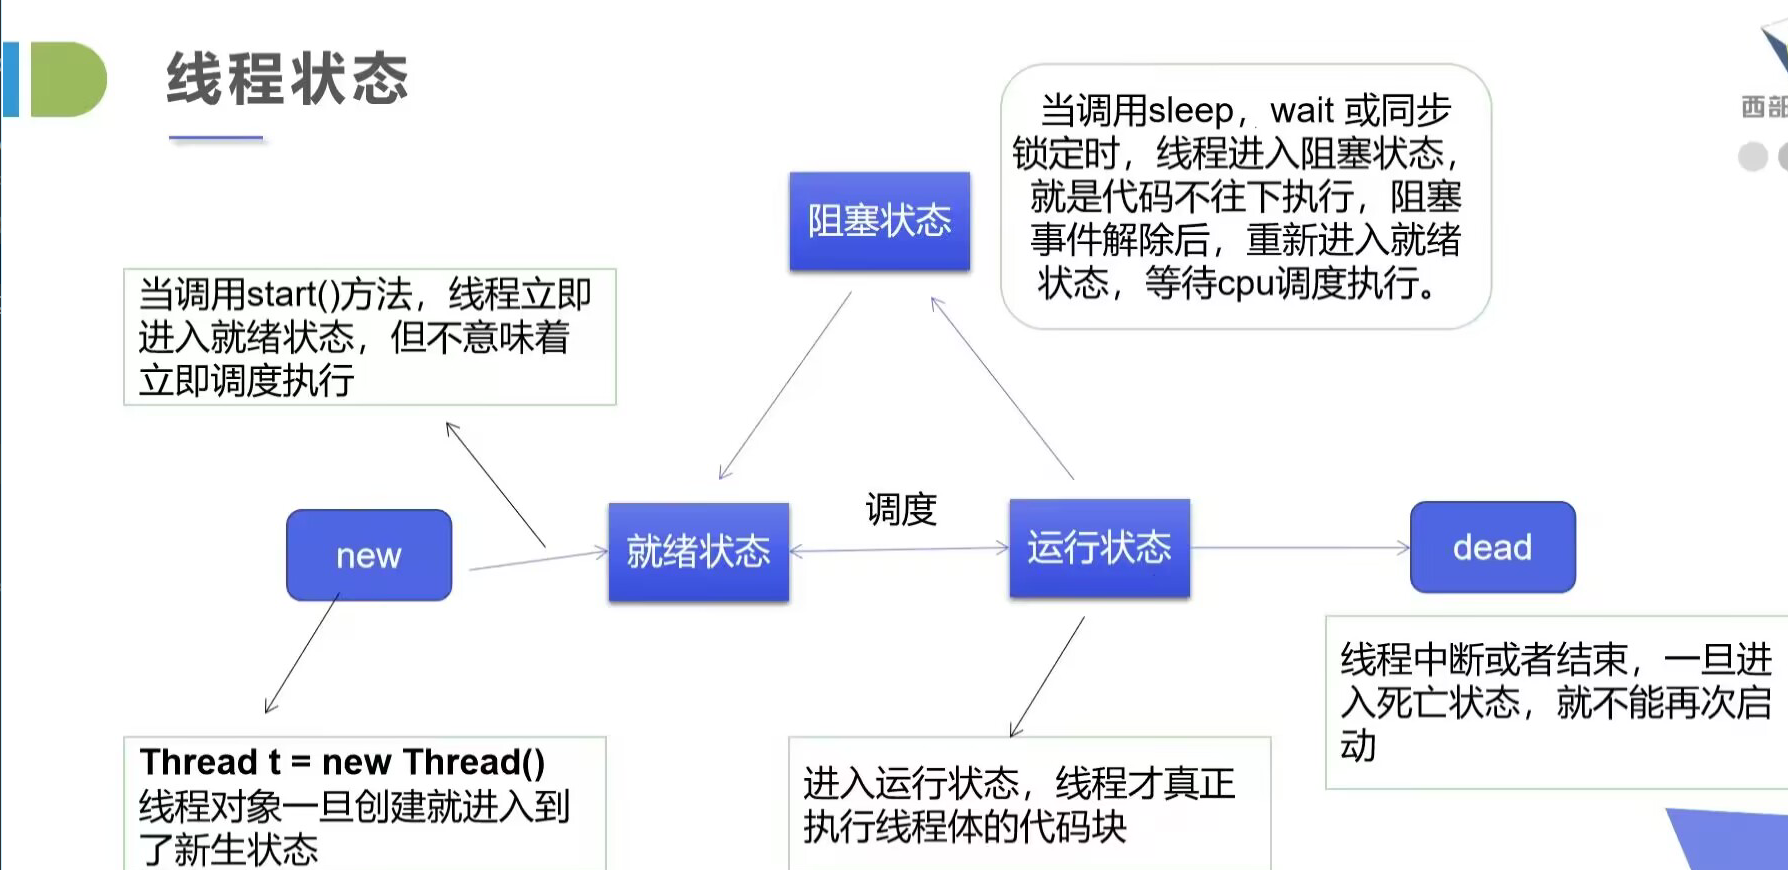 线程状态
西部
当调用sleep，wait 或同步
锁定时，线程进入阻塞状态，
就是代码不往下执行，阻塞
事件解除后，重新进入就绪
状态，等待cpu调度执行。
阻塞状态
当调用start()方法，线程立即
进入就绪状态，但不意味着
立即调度执行
new
就绪状态
调度
运行状态
dead
Thread t = new Thread()
线程对象一旦创建就进入到
了新生状态
进入运行状态，线程才真正
执行线程体的代码块
线程中断或者结束，一旦进
入死亡状态，就不能再次启
动